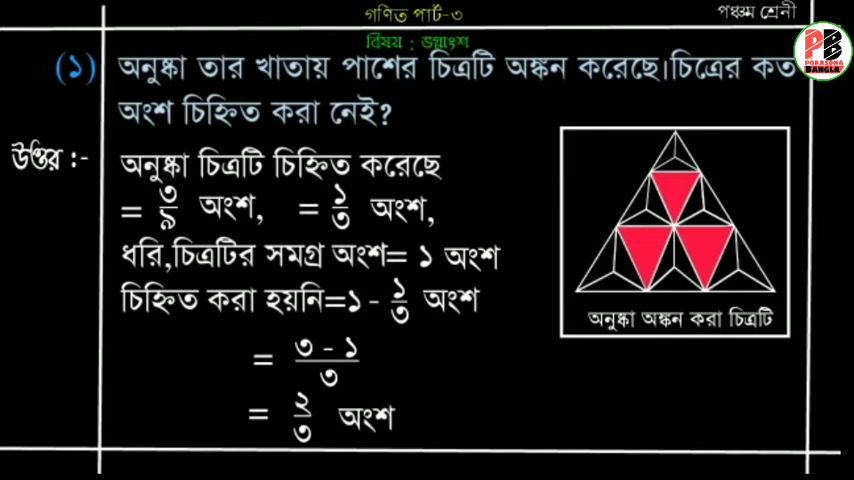 গণিত পার্ট-৩
পঞ্চম শ্রেনী
বিষয় : ভগ্নাংশ
PB
POKASDHA
BANGLA
(১) অনুষ্কা তার খাতায় পাশের চিত্রটি অঙ্কন করেছে।চিত্রের কত
অংশ চিহ্নিত করা নেই?
উত্তর :- অনুষ্কা চিত্রটি চিহ্নিত করেছে
= ৩/৯ অংশ, = ১/৩ অংশ,
ধরি,চিত্রটির সমগ্র অংশ= ১ অংশ
চিহ্নিত করা হয়নি=১ - ১/৩ অংশ
= ৩ - ১/৩
= ২/৩ অংশ
অনুষ্কা অঙ্কন করা চিত্রটি